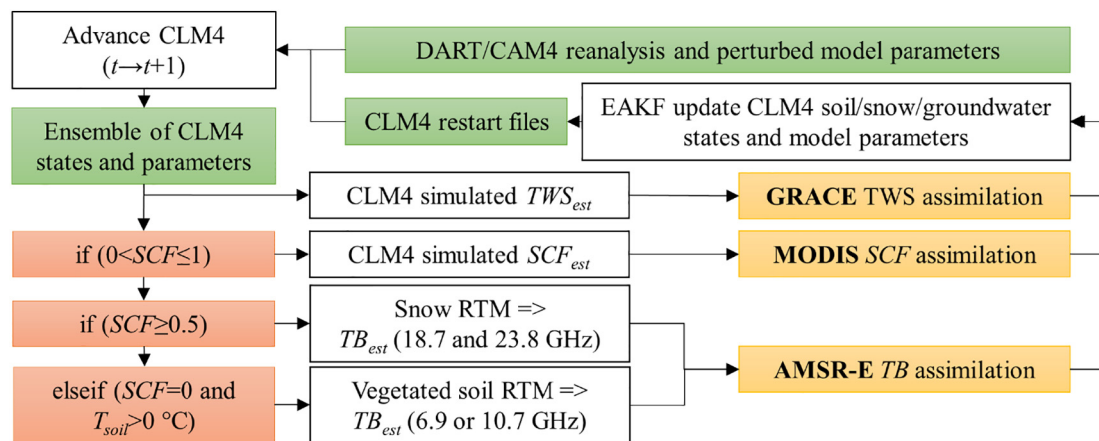 Advance CLM4
(t→t+1)
DART/CAM4 reanalysis and perturbed model parameters
CLM4 restart files
EAKF update CLM4 soil/snow/groundwater
states and model parameters
Ensemble of CLM4
states and parameters
CLM4 simulated TWSest
GRACE TWS assimilation
if (0<SCF≤1)
CLM4 simulated SCFest
MODIS SCF assimilation
if (SCF≥0.5)
Snow RTM =>
TBest (18.7 and 23.8 GHz)
AMSR-E TB assimilation
elseif (SCF=0 and
Tsoil>0 °C)
Vegetated soil RTM =>
TBest (6.9 or 10.7 GHz)